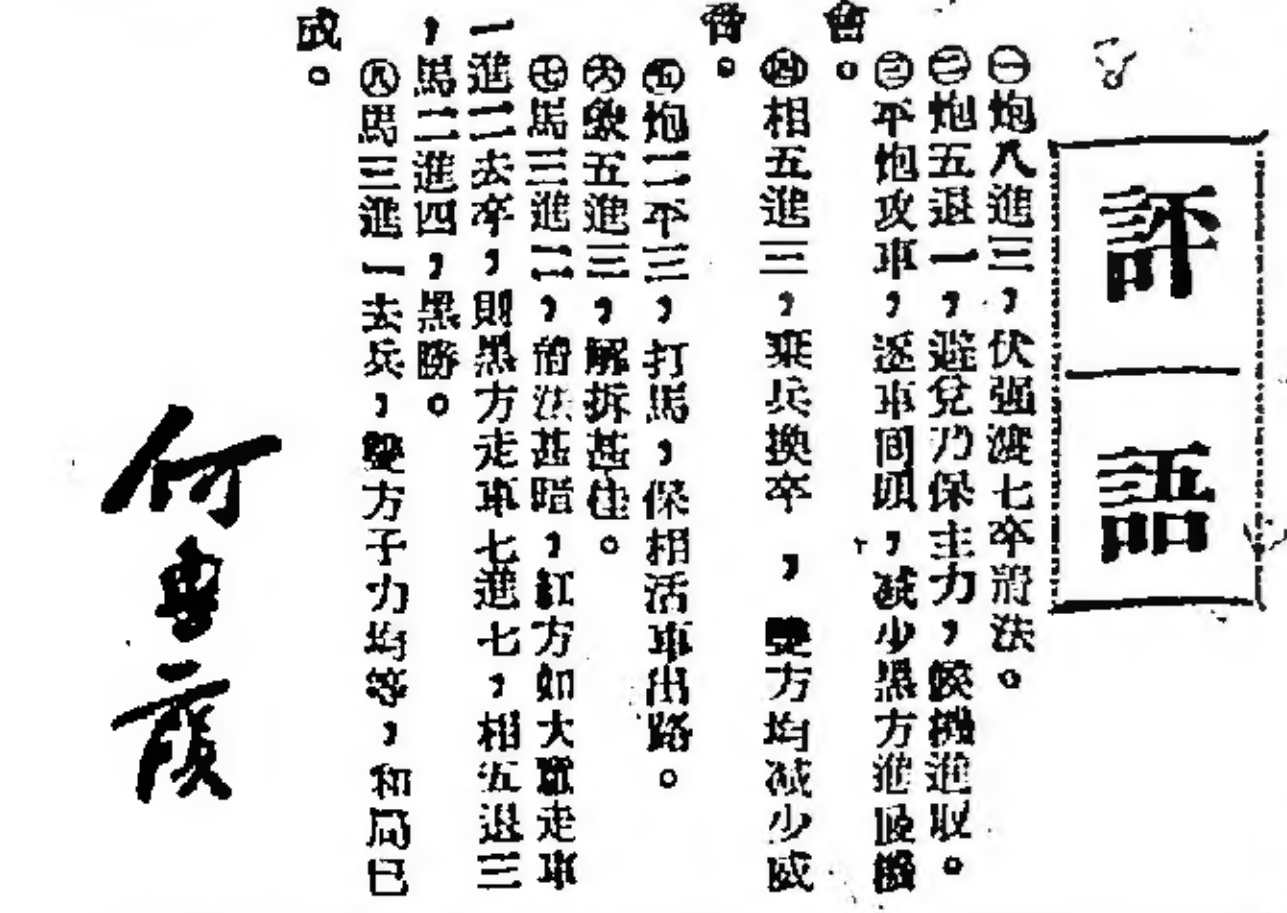 評語
㊀炮八進三，伏强渡七卒着法。
㊁炮五退一，避兌乃保主力，候機進取。
㊂平炮攻車，逐車回頭，減少黑方進展機
會。
㊃相五進三，棄兵換卒，雙方均減少威
脅。
㊄炮二平三，打馬，保相活車出路。
㊅象五進三，解拆甚佳。
㊆馬三進二，着法甚暗，紅方如大意走車
一進二去卒，則黑方走車七進七，相五退三
，馬二進四，黑勝。
㊇馬三進一去兵，雙方子力均等，和局已
成。
何魯蔭